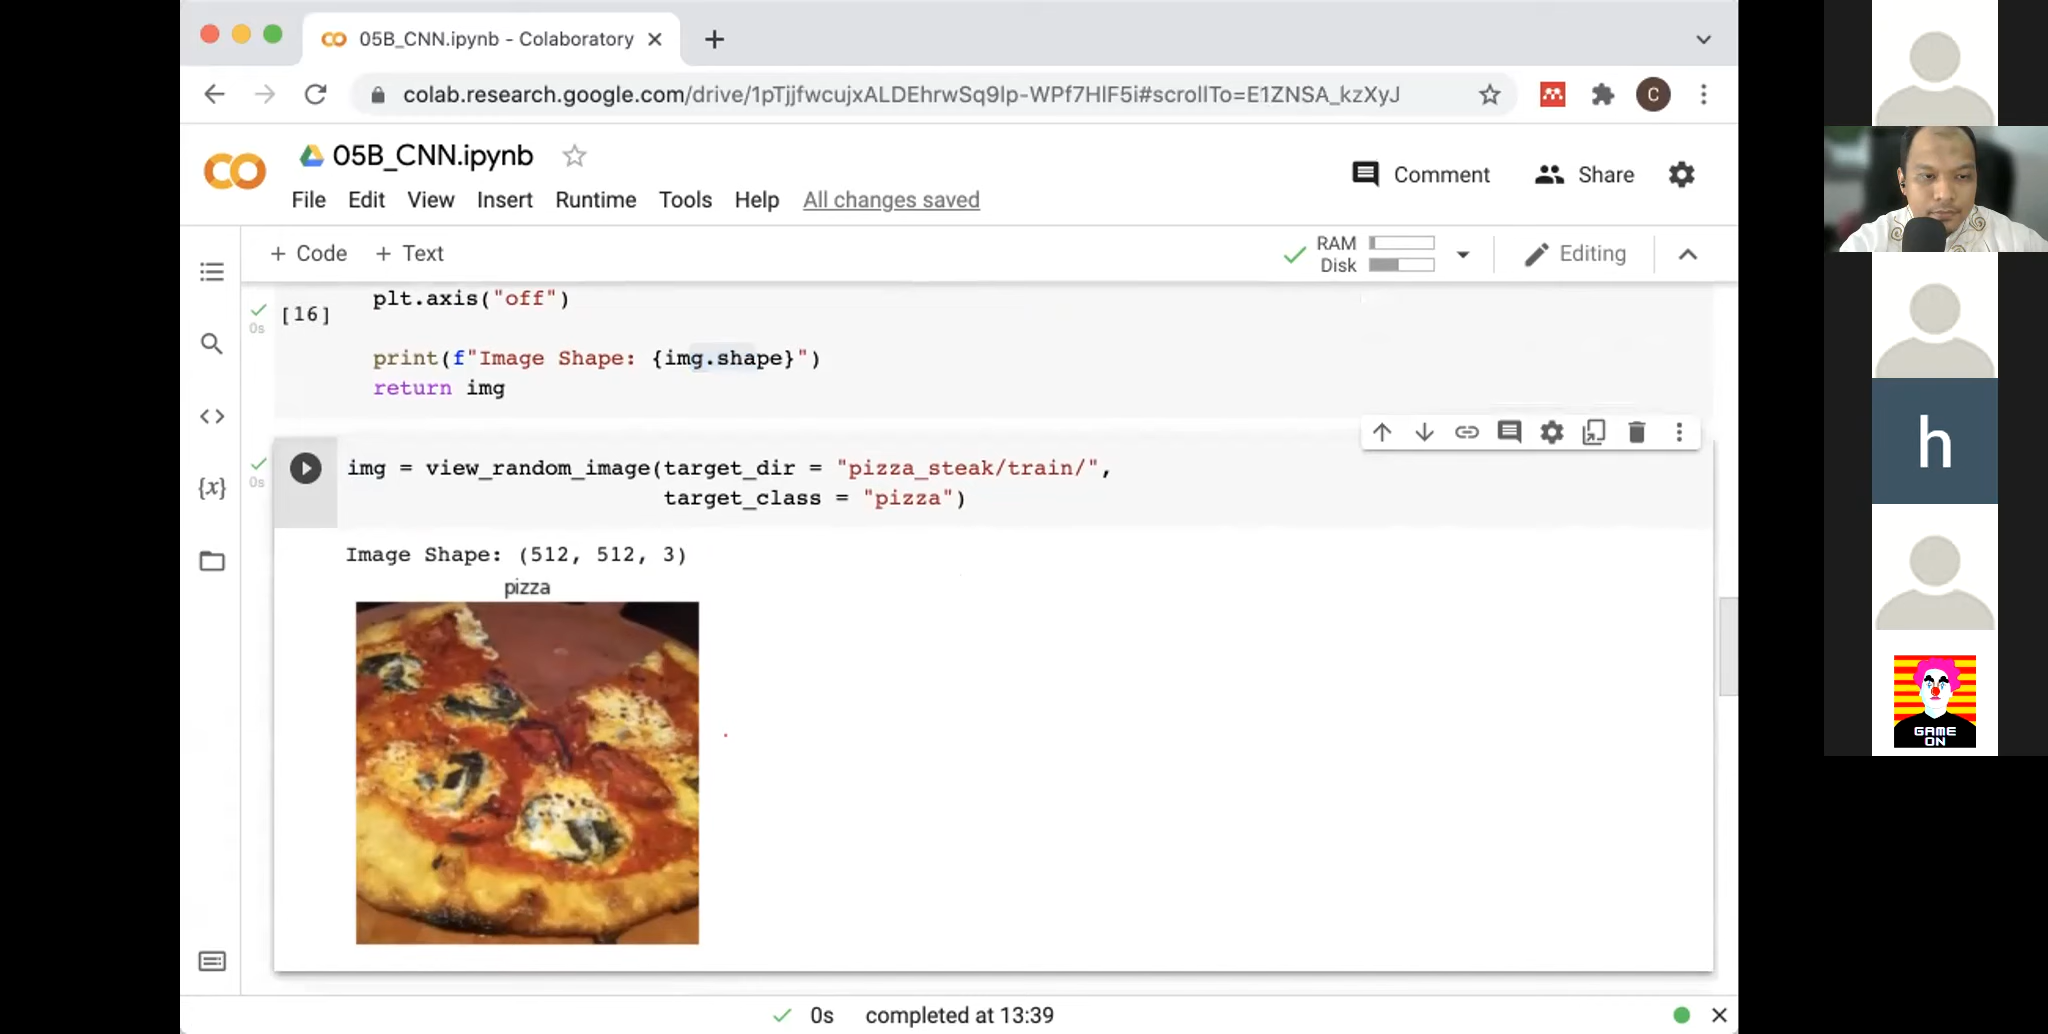 05B_CNN.ipynb - Colaboratory
colab.research.google.com/drive/1pTjjfwcujxALDEhrwSq9lp-WPf7HlF5i#scrollTo=E1ZNSA_kzXyJ
C
05B_CNN.ipynb
Comment
Share
File Edit View Insert Runtime Tools Help All changes saved
+ Code + Text
RAM
Disk
Editing
plt.axis("off")
[16]
0s
print(f"Image Shape: {img.shape}")
return img
img = view_random_image(target_dir = "pizza_steak/train/",
0s
target_class = "pizza")
Image Shape: (512, 512, 3)
pizza
{x}
0s completed at 13:39
h
GAME
ON